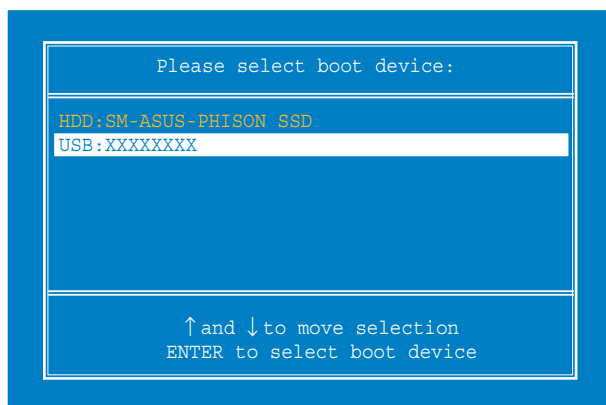 Please select boot device:
HDD:SM-ASUS-PHISON SSD
USB:XXXXXXXX
↑and ↓to move selection
ENTER to select boot device